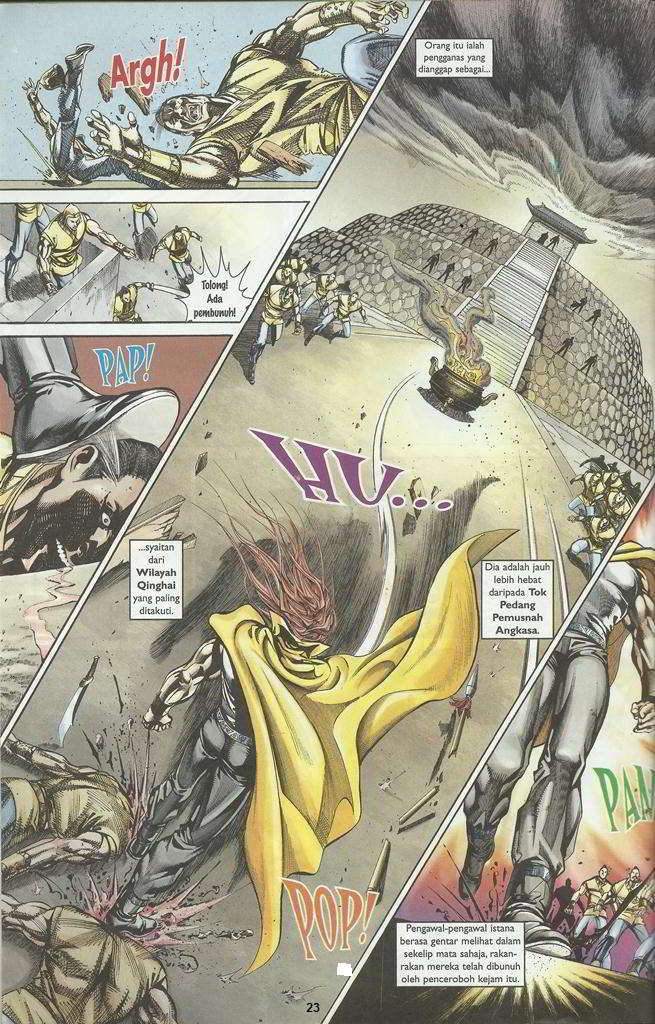 Argh!
Tolong!
Ada
pembunuh!
PAP!
Orang itu ialah
pengganas yang
dianggap sebagai...
HU...
...syaitan
dari
Wilayah
Qinghai
yang paling
ditakuti.
Dia adalah jauh
lebih hebat
daripada Tok
Pedang
Pemusnah
Angkasa.
POP!
Pengawal-pengawal istana
berasa gentar melihat dalam
sekelip mata sahaja, rakan-
rakan mereka telah dibunuh
oleh penceroboh kejam itu.
23